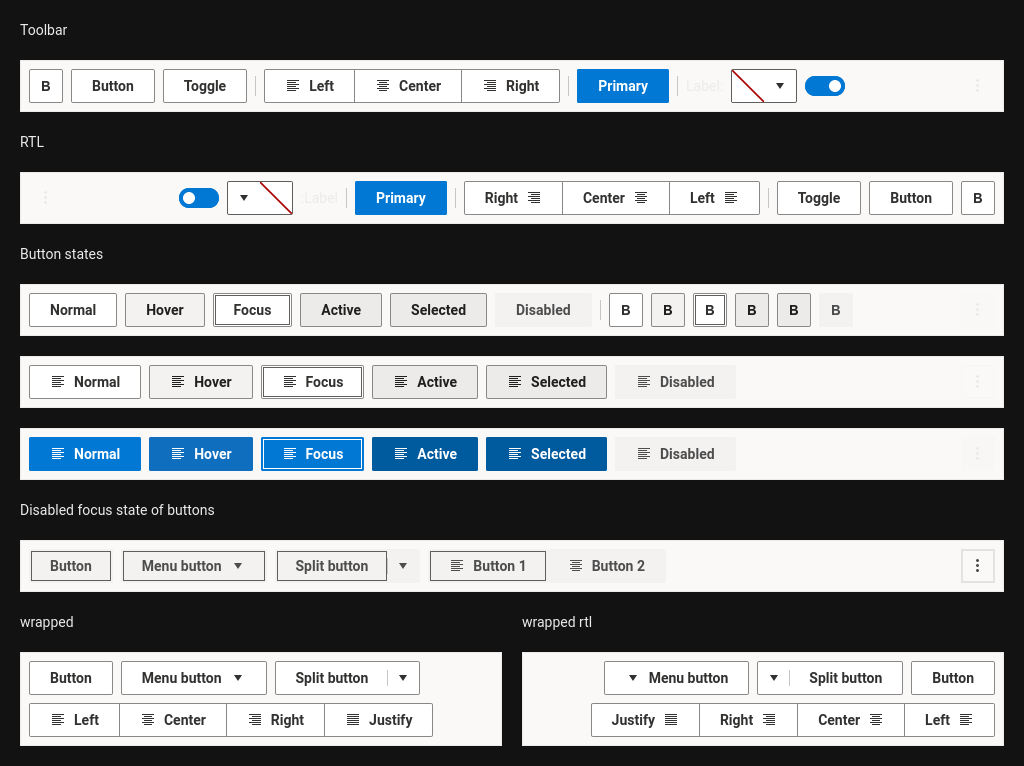 Toolbar
B Button Toggle Left Center Right Primary Label:
RTL
:Label Primary Right Center Left Toggle Button B
Button states
Normal Hover Focus Active Selected Disabled B B B B B B
Normal Hover Focus Active Selected Disabled
Normal Hover Focus Active Selected Disabled
Disabled focus state of buttons
Button Menu button Split button Button 1 Button 2
wrapped
Button Menu button Split button
Left Center Right Justify
wrapped rtl
Menu button Split button Button
Justify Right Center Left